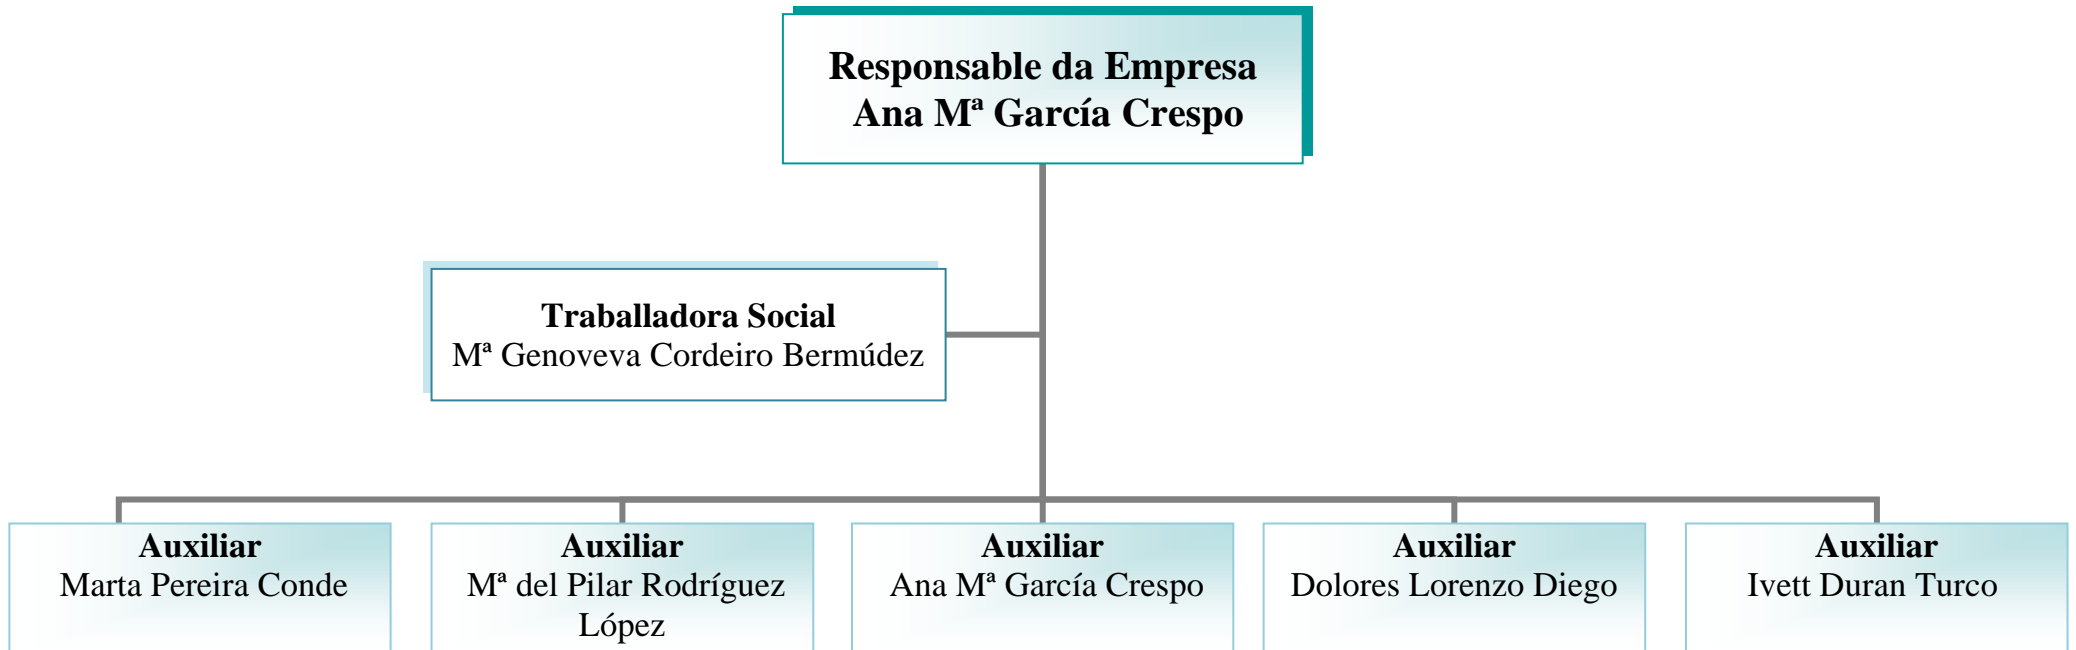 Responsable da Empresa
Ana Mª García Crespo
Traballadora Social
Mª Genoveva Cordeiro Bermúdez
Auxiliar
Marta Pereira Conde
Auxiliar
Mª del Pilar Rodríguez
López
Auxiliar
Ana Mª García Crespo
Auxiliar
Dolores Lorenzo Diego
Auxiliar
Ivett Duran Turco